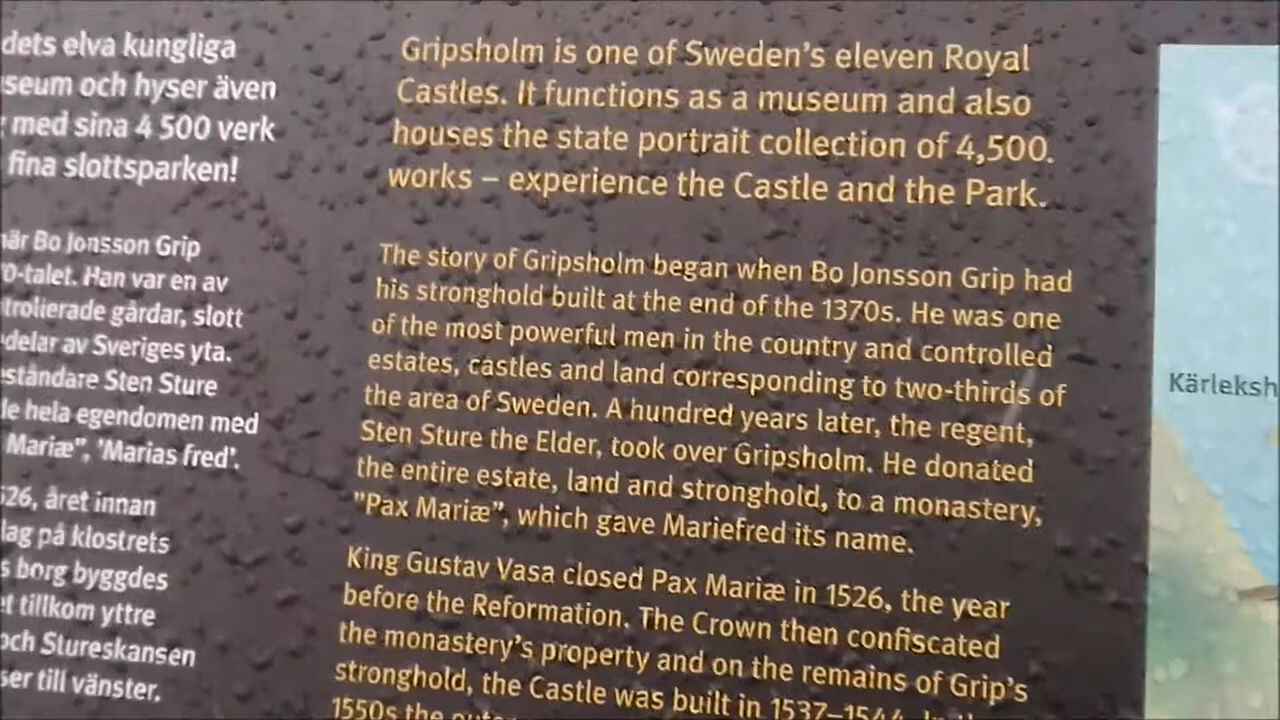 dets elva kungliga
seum och hyser även
med sina 4 500 verk
fina slottsparken!
när Bo Jonsson Grip
0-talet. Han var en av
trollerade gårdar, slott
delar av Sveriges yta.
eståndare Sten Sture
de hela egendomen med
Mariæ", 'Marias fred'.
526, året innan
lag på klostrets
s borg byggdes
et tillkom yttre
och Stureskansen
ser till vänster.
Gripsholm is one of Sweden's eleven Royal
Castles. It functions as a museum and also
houses the state portrait collection of 4,500.
works – experience the Castle and the Park.
The story of Gripsholm began when Bo Jonsson Grip had
his stronghold built at the end of the 1370s. He was one
of the most powerful men in the country and controlled
estates, castles and land corresponding to two-thirds of
the area of Sweden. A hundred years later, the regent,
Sten Sture the Elder, took over Gripsholm. He donated
the entire estate, land and stronghold, to a monastery,
"Pax Mariæ", which gave Mariefred its name.
King Gustav Vasa closed Pax Mariæ in 1526, the year
before the Reformation. The Crown then confiscated
the monastery's property and on the remains of Grip's
stronghold, the Castle was built in 1537–1544. In
1550s the outer
Kärleksh